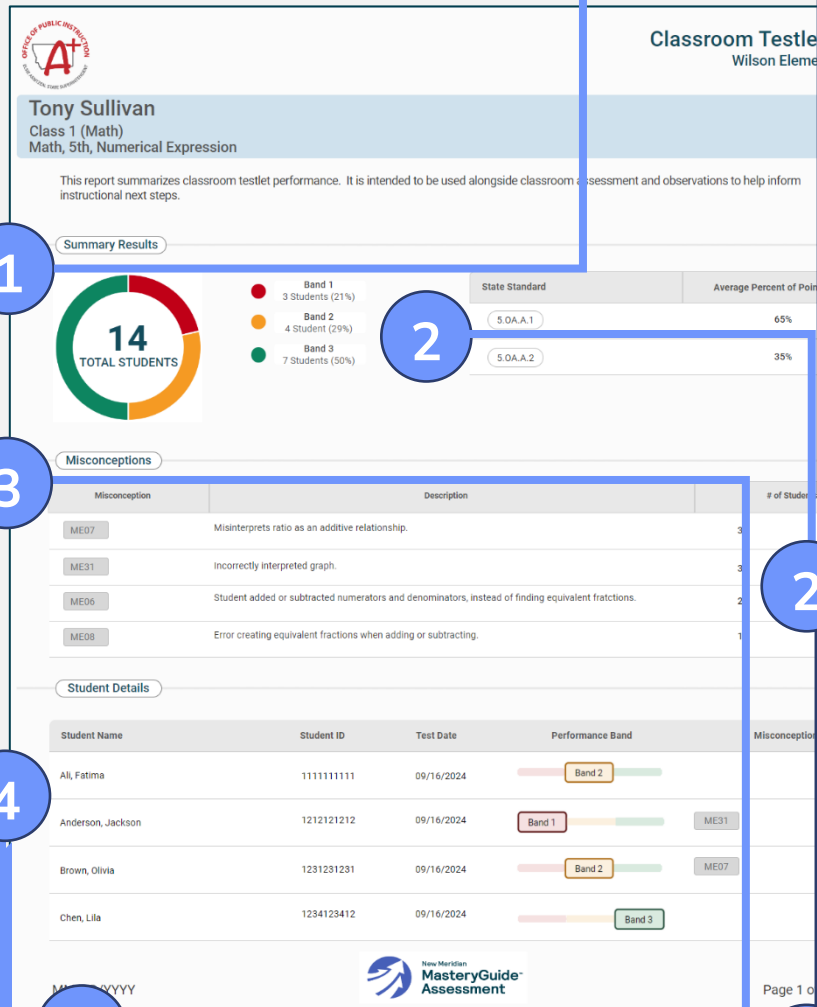 OFFICE OF PUBLIC INSTRUCTION
A+
Classroom Testle
Wilson Eleme
Tony Sullivan
Class 1 (Math)
Math, 5th, Numerical Expression
This report summarizes classroom testlet performance. It is intended to be used alongside classroom assessment and observations to help inform
instructional next steps.
1
Summary Results
14
TOTAL STUDENTS
Band 1
3 Students (21%)
Band 2
4 Student (29%)
Band 3
7 Students (50%)
2
State Standard Average Percent of Poin
5.OA.A.1 65%
5.OA.A.2 35%
3
Misconceptions
Misconception Description # of Studen
ME07 Misinterprets ratio as an additive relationship. 3
ME31 Incorrectly interpreted graph. 3
ME06 Student added or subtracted numerators and denominators, instead of finding equivalent fratctions. 2
ME08 Error creating equivalent fractions when adding or subtracting. 1
2
Student Details
Student Name Student ID Test Date Performance Band Misconception
4
Ali, Fatima 1111111111 09/16/2024 Band 2
Anderson, Jackson 1212121212 09/16/2024 Band 1 ME31
Brown, Olivia 1231231231 09/16/2024 Band 2 ME07
Chen, Lila 1234123412 09/16/2024 Band 3
YYYY
New Meridian
MasteryGuide™
Assessment
Page 1 o